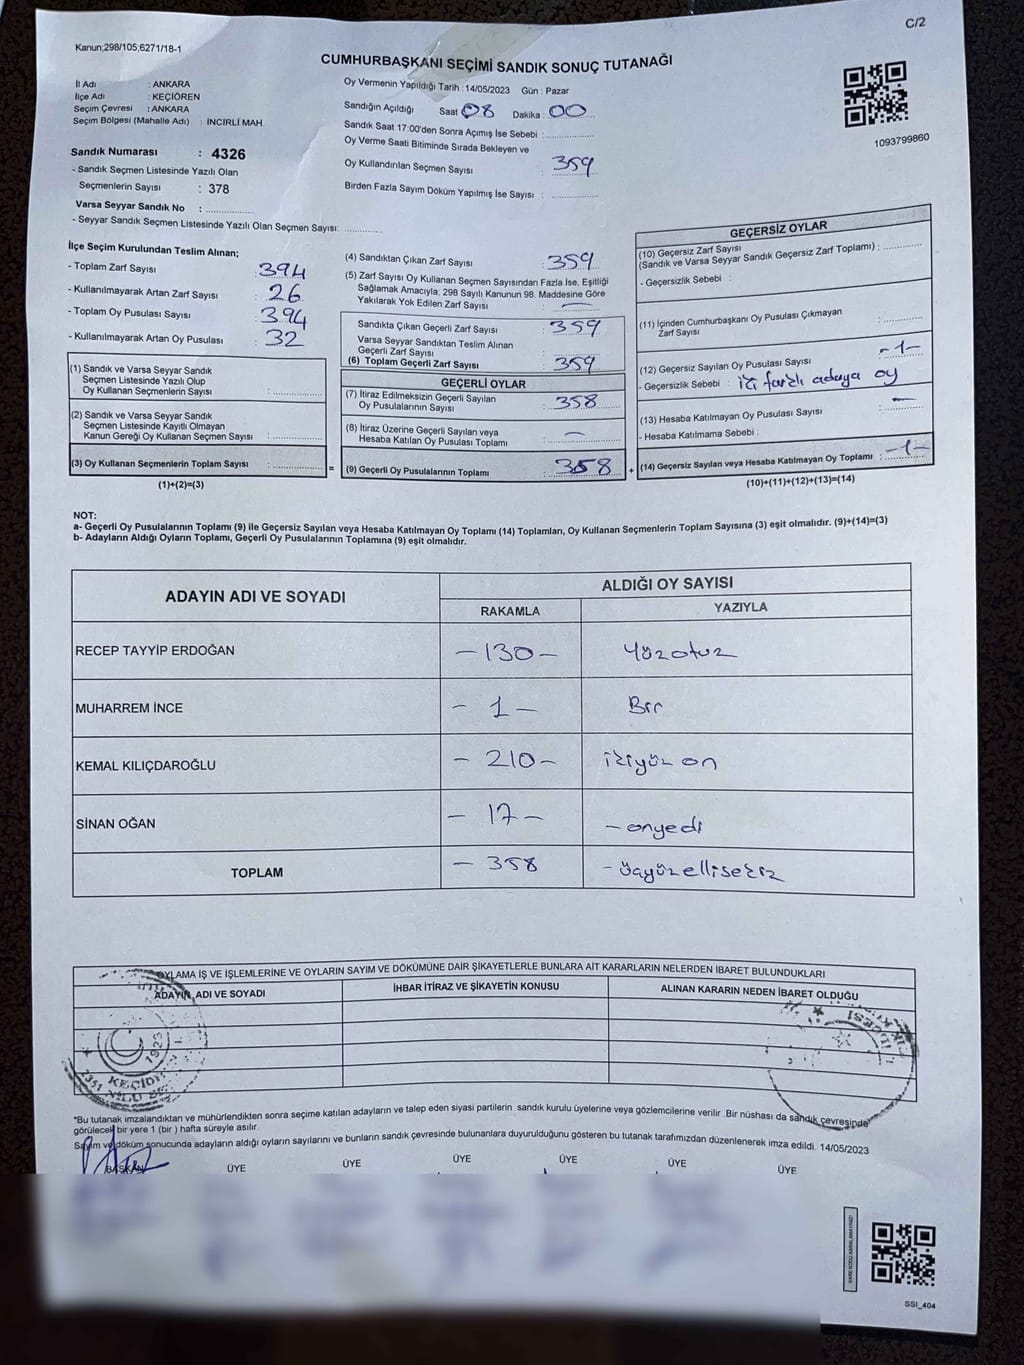 C/2
Kanun;298/105;6271/18-1
CUMHURBAŞKANI SEÇİMİ SANDIK SONUÇ TUTANAĞI
İl Adı : ANKARA
İlçe Adı : KEÇİÖREN
Seçim Çevresi : ANKARA
Seçim Bölgesi (Mahalle Adı) : İNCİRLİ MAH.
Sandık Numarası : 4326
- Sandık Seçmen Listesinde Yazılı Olan
Seçmenlerin Sayısı : 378
Varsa Seyyar Sandık No : ................
- Seyyar Sandık Seçmen Listesinde Yazılı Olan Seçmen Sayısı: ............
Oy Vermenin Yapıldığı Tarih :14/05/2023 Gün : Pazar
Sandığın Açıldığı Saat 08 Dakika : 00
Sandık Saat 17:00'den Sonra Açımış İse Sebebi : ................
Oy Verme Saati Bitiminde Sırada Bekleyen ve
Oy Kullandırılan Seçmen Sayısı : 359
Birden Fazla Sayım Döküm Yapılmış İse Sayısı : ................
1093799860
İlçe Seçim Kurulundan Teslim Alınan;
- Toplam Zarf Sayısı : 394
- Kullanılmayarak Artan Zarf Sayısı : 26
- Toplam Oy Pusulası Sayısı : 394
- Kullanılmayarak Artan Oy Pusulası : 32
(1) Sandık ve Varsa Seyyar Sandık
Seçmen Listesinde Yazılı Olup
Oy Kullanan Seçmenlerin Sayısı : ................
(2) Sandık ve Varsa Seyyar Sandık
Seçmen Listesinde Kayıtlı Olmayan
Kanun Gereği Oy Kullanan Seçmen Sayısı : ................
(3) Oy Kullanan Seçmenlerin Toplam Sayısı : ................ =
(1)+(2)=(3)
(4) Sandıktan Çıkan Zarf Sayısı : 359
(5) Zarf Sayısı Oy Kullanan Seçmen Sayısından Fazla İse, Eşitliği
Sağlamak Amacıyla; 298 Sayılı Kanunun 98. Maddesine Göre
Yakılarak Yok Edilen Zarf Sayısı : —
Sandıkta Çıkan Geçerli Zarf Sayısı : 359
Varsa Seyyar Sandıktan Teslim Alınan
Geçerli Zarf Sayısı : ................
(6) Toplam Geçerli Zarf Sayısı : 359
GEÇERLİ OYLAR
(7) İtiraz Edilmeksizin Geçerli Sayılan
Oy Pusulalarının Sayısı : 358
(8) İtiraz Üzerine Geçerli Sayılan veya
Hesaba Katılan Oy Pusulası Toplamı : —
(9) Geçerli Oy Pusulalarının Toplamı : 358 +
GEÇERSİZ OYLAR
(10) Geçersiz Zarf Sayısı
(Sandık ve Varsa Seyyar Sandık Geçersiz Zarf Toplamı) : ............
- Geçersizlik Sebebi :
(11) İçinden Cumhurbaşkanı Oy Pusulası Çıkmayan
Zarf Sayısı : ............
(12) Geçersiz Sayılan Oy Pusulası Sayısı : -1-
- Geçersizlik Sebebi : iki farklı adaya oy
(13) Hesaba Katılmayan Oy Pusulası Sayısı : —
- Hesaba Katılmama Sebebi :
(14) Geçersiz Sayılan veya Hesaba Katılmayan Oy Toplamı : -1-
(10)+(11)+(12)+(13)=(14)
NOT:
a- Geçerli Oy Pusulalarının Toplamı (9) ile Geçersiz Sayılan veya Hesaba Katılmayan Oy Toplamı (14) Toplamları, Oy Kullanan Seçmenlerin Toplam Sayısına (3) eşit olmalıdır. (9)+(14)=(3)
b- Adayların Aldığı Oyların Toplamı, Geçerli Oy Pusulalarının Toplamına (9) eşit olmalıdır.
ADAYIN ADI VE SOYADI
ALDIĞI OY SAYISI
RAKAMLA YAZIYLA
RECEP TAYYİP ERDOĞAN -130- Yüzotuz
MUHARREM İNCE - 1 - Bir
KEMAL KILIÇDAROĞLU - 210- ikiyüz on
SİNAN OĞAN - 17 - - onyedi
TOPLAM - 358 - üçyüzellisekiz
OYLAMA İŞ VE İŞLEMLERİNE VE OYLARIN SAYIM VE DÖKÜMÜNE DAİR ŞİKAYETLERLE BUNLARA AİT KARARLARIN NELERDEN İBARET BULUNDUKLARI
ADAYIN ADI VE SOYADI İHBAR İTİRAZ VE ŞİKAYETİN KONUSU ALINAN KARARIN NEDEN İBARET OLDUĞU
1923
2351
*Bu tutanak imzalandıktan ve mühürlendikten sonra seçime katılan adayların ve talep eden siyasi partilerin sandık kurulu üyelerine veya gözlemcilerine verilir .Bir nüshası da sandık çevresinde
görülecek bir yere 1 (bir ) hafta süreyle asılır.
Sayım ve döküm sonucunda adayların aldığı oyların sayılarını ve bunların sandık çevresinde bulunanlara duyurulduğunu gösteren bu tutanak tarafımızdan düzenlenerek imza edildi. 14/05/2023
BAŞKAN ÜYE ÜYE ÜYE ÜYE ÜYE ÜYE
KARE KODU KARALAMAYINIZ!
SSI_404